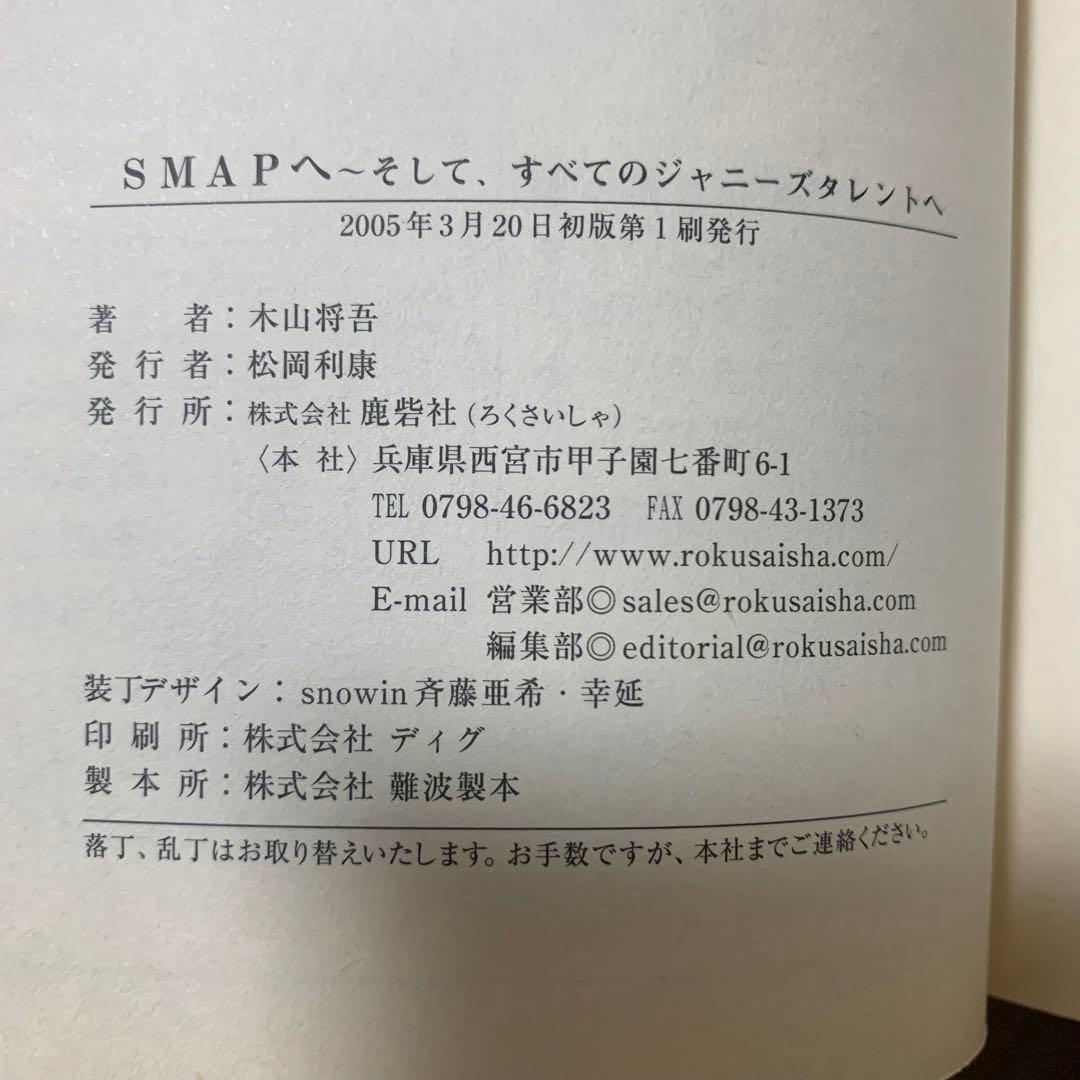 SMAPへ～そして、すべてのジャニーズタレントへ
2005年3月20日初版第1刷発行
著　者：木山将吾
発行者：松岡利康
発行所：株式会社 鹿砦社（ろくさいしゃ）
〈本 社〉兵庫県西宮市甲子園七番町6-1
TEL 0798-46-6823　FAX 0798-43-1373
URL　http://www.rokusaisha.com/
E-mail 営業部◎sales@rokusaisha.com
編集部◎editorial@rokusaisha.com
装丁デザイン：snowin斉藤亜希・幸延
印刷所：株式会社 ディグ
製本所：株式会社 難波製本
落丁、乱丁はお取り替えいたします。お手数ですが、本社までご連絡ください。